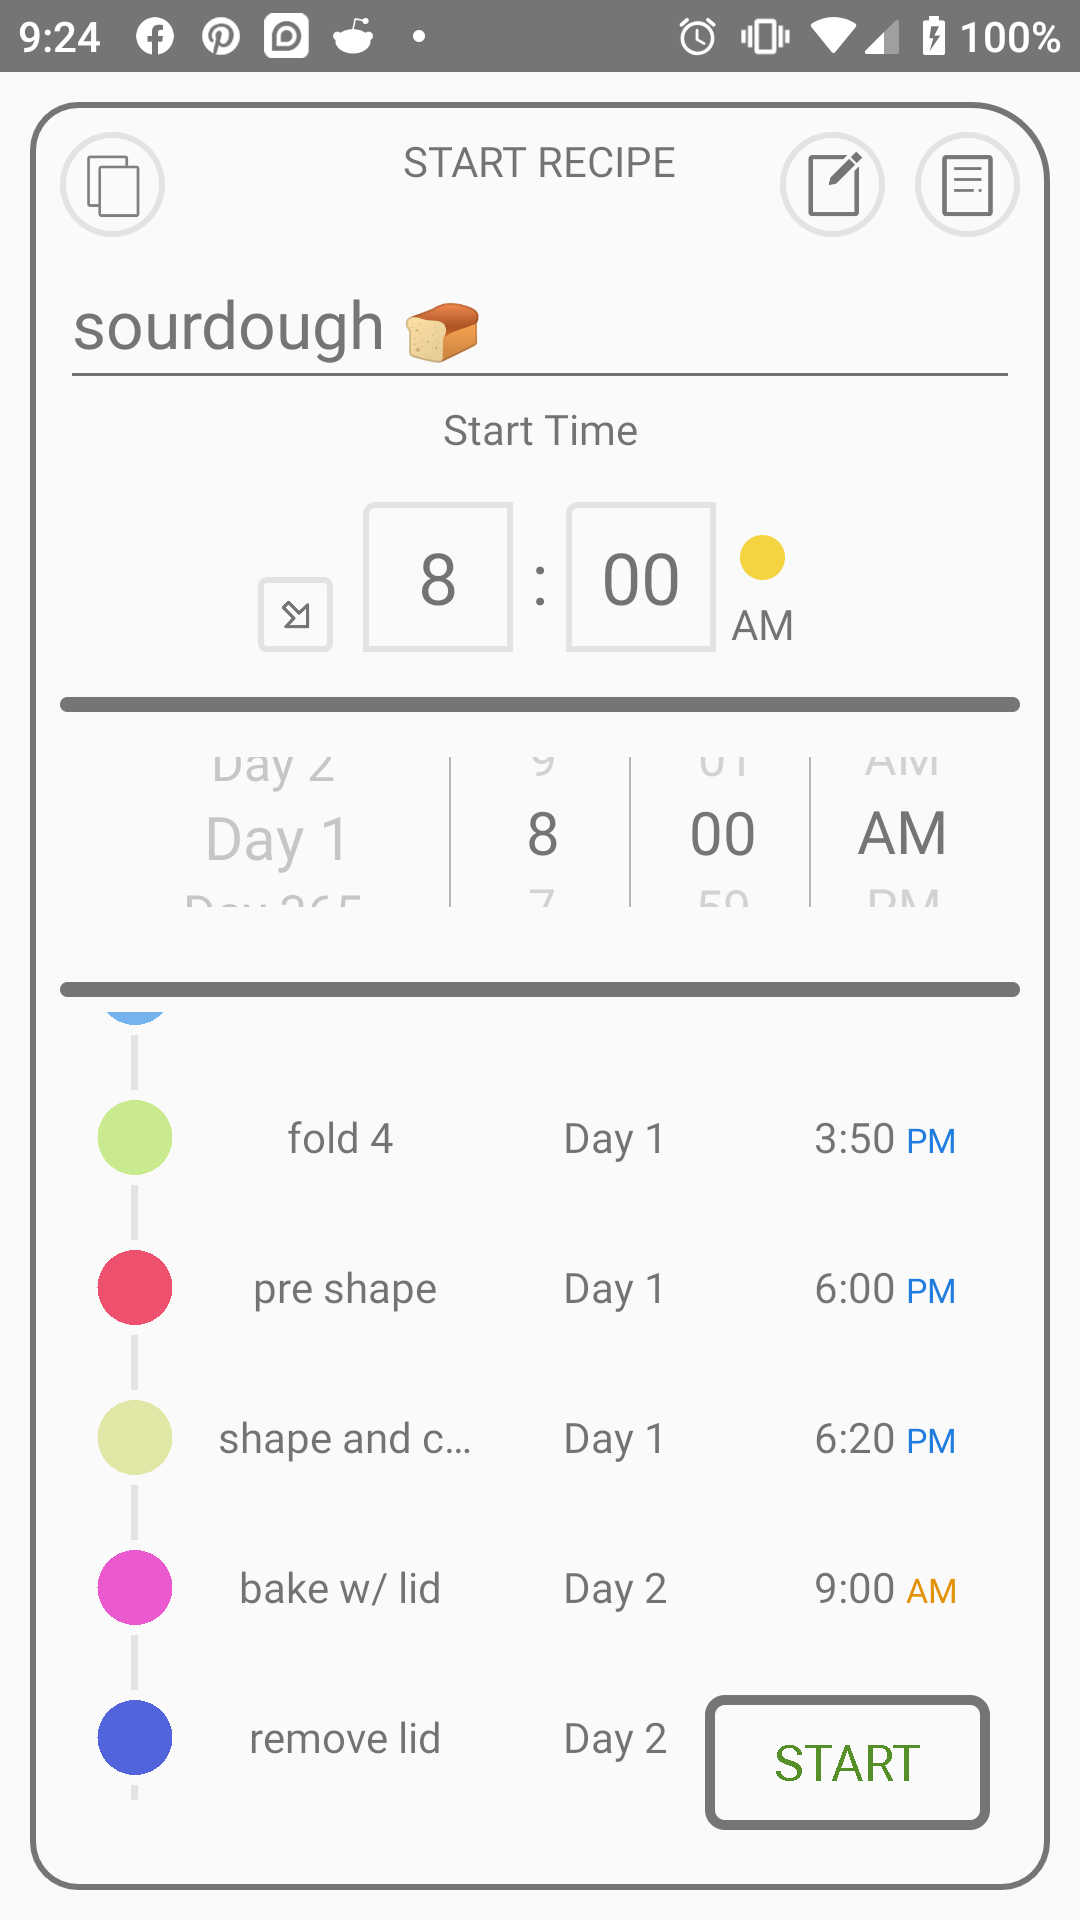 9:24 100%
START RECIPE
sourdough 🍞
Start Time
8 : 00 AM
Day 2 9 01 AM
Day 1 8 00 AM
Day 365 7 59 PM
fold 4 Day 1 3:50 PM
pre shape Day 1 6:00 PM
shape and c... Day 1 6:20 PM
bake w/ lid Day 2 9:00 AM
remove lid Day 2
START